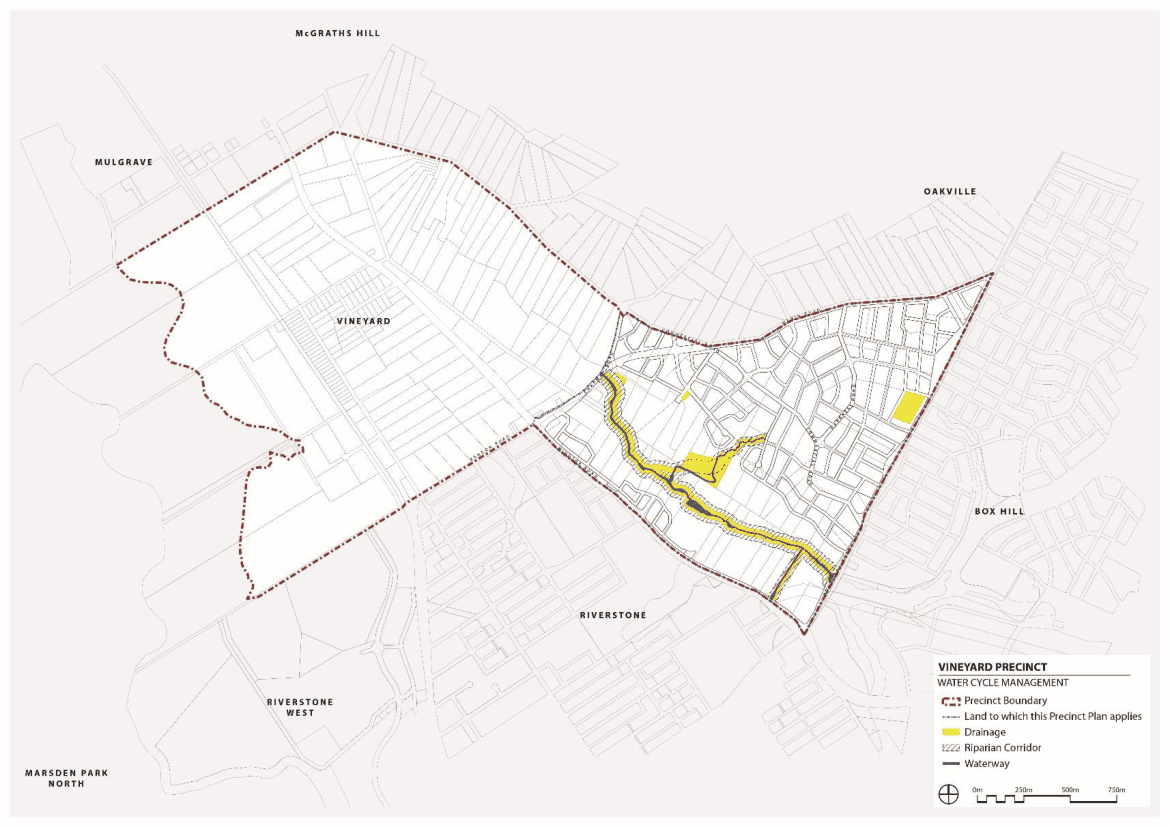 McGRATHS HILL
MULGRAVE
OAKVILLE
VINEYARD
BOX HILL
RIVERSTONE
RIVERSTONE
WEST
MARSDEN PARK
NORTH
VINEYARD PRECINCT
WATER CYCLE MANAGEMENT
Precinct Boundary
Land to which this Precinct Plan applies
Drainage
Riparian Corridor
Waterway
0m 250m 500m 750m